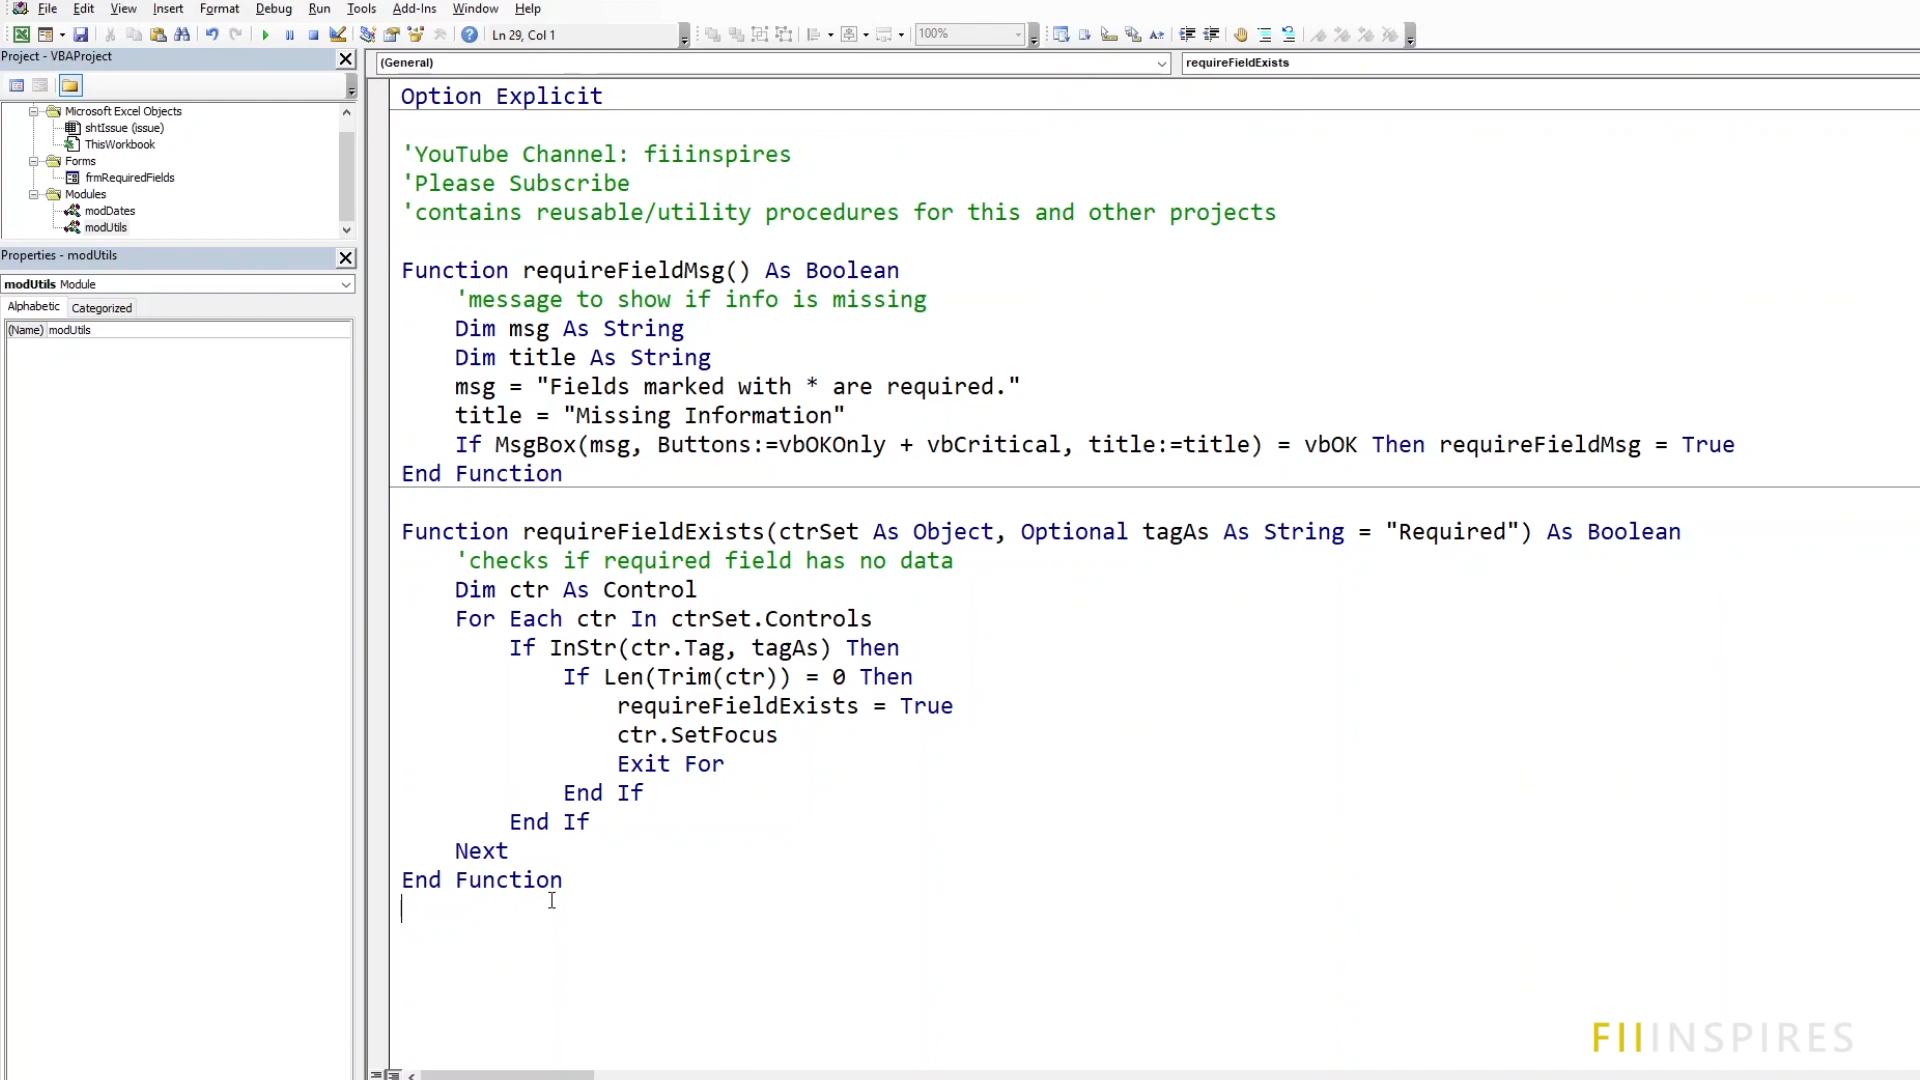 File Edit View Insert Format Debug Run Tools Add-Ins Window Help
Ln 29, Col 1
100%
Project - VBAProject
(General)
requireFieldExists
Microsoft Excel Objects
shtIssue (issue)
ThisWorkbook
Forms
frmRequiredFields
Modules
modDates
modUtils
Properties - modUtils
modUtils Module
Alphabetic Categorized
(Name) modUtils
Option Explicit
'YouTube Channel: fiiinspires
'Please Subscribe
'contains reusable/utility procedures for this and other projects
Function requireFieldMsg() As Boolean
'message to show if info is missing
Dim msg As String
Dim title As String
msg = "Fields marked with * are required."
title = "Missing Information"
If MsgBox(msg, Buttons:=vbOKOnly + vbCritical, title:=title) = vbOK Then requireFieldMsg = True
End Function
Function requireFieldExists(ctrSet As Object, Optional tagAs As String = "Required") As Boolean
'checks if required field has no data
Dim ctr As Control
For Each ctr In ctrSet.Controls
If InStr(ctr.Tag, tagAs) Then
If Len(Trim(ctr)) = 0 Then
requireFieldExists = True
ctr.SetFocus
Exit For
End If
End If
Next
End Function
FIIINSPIRES